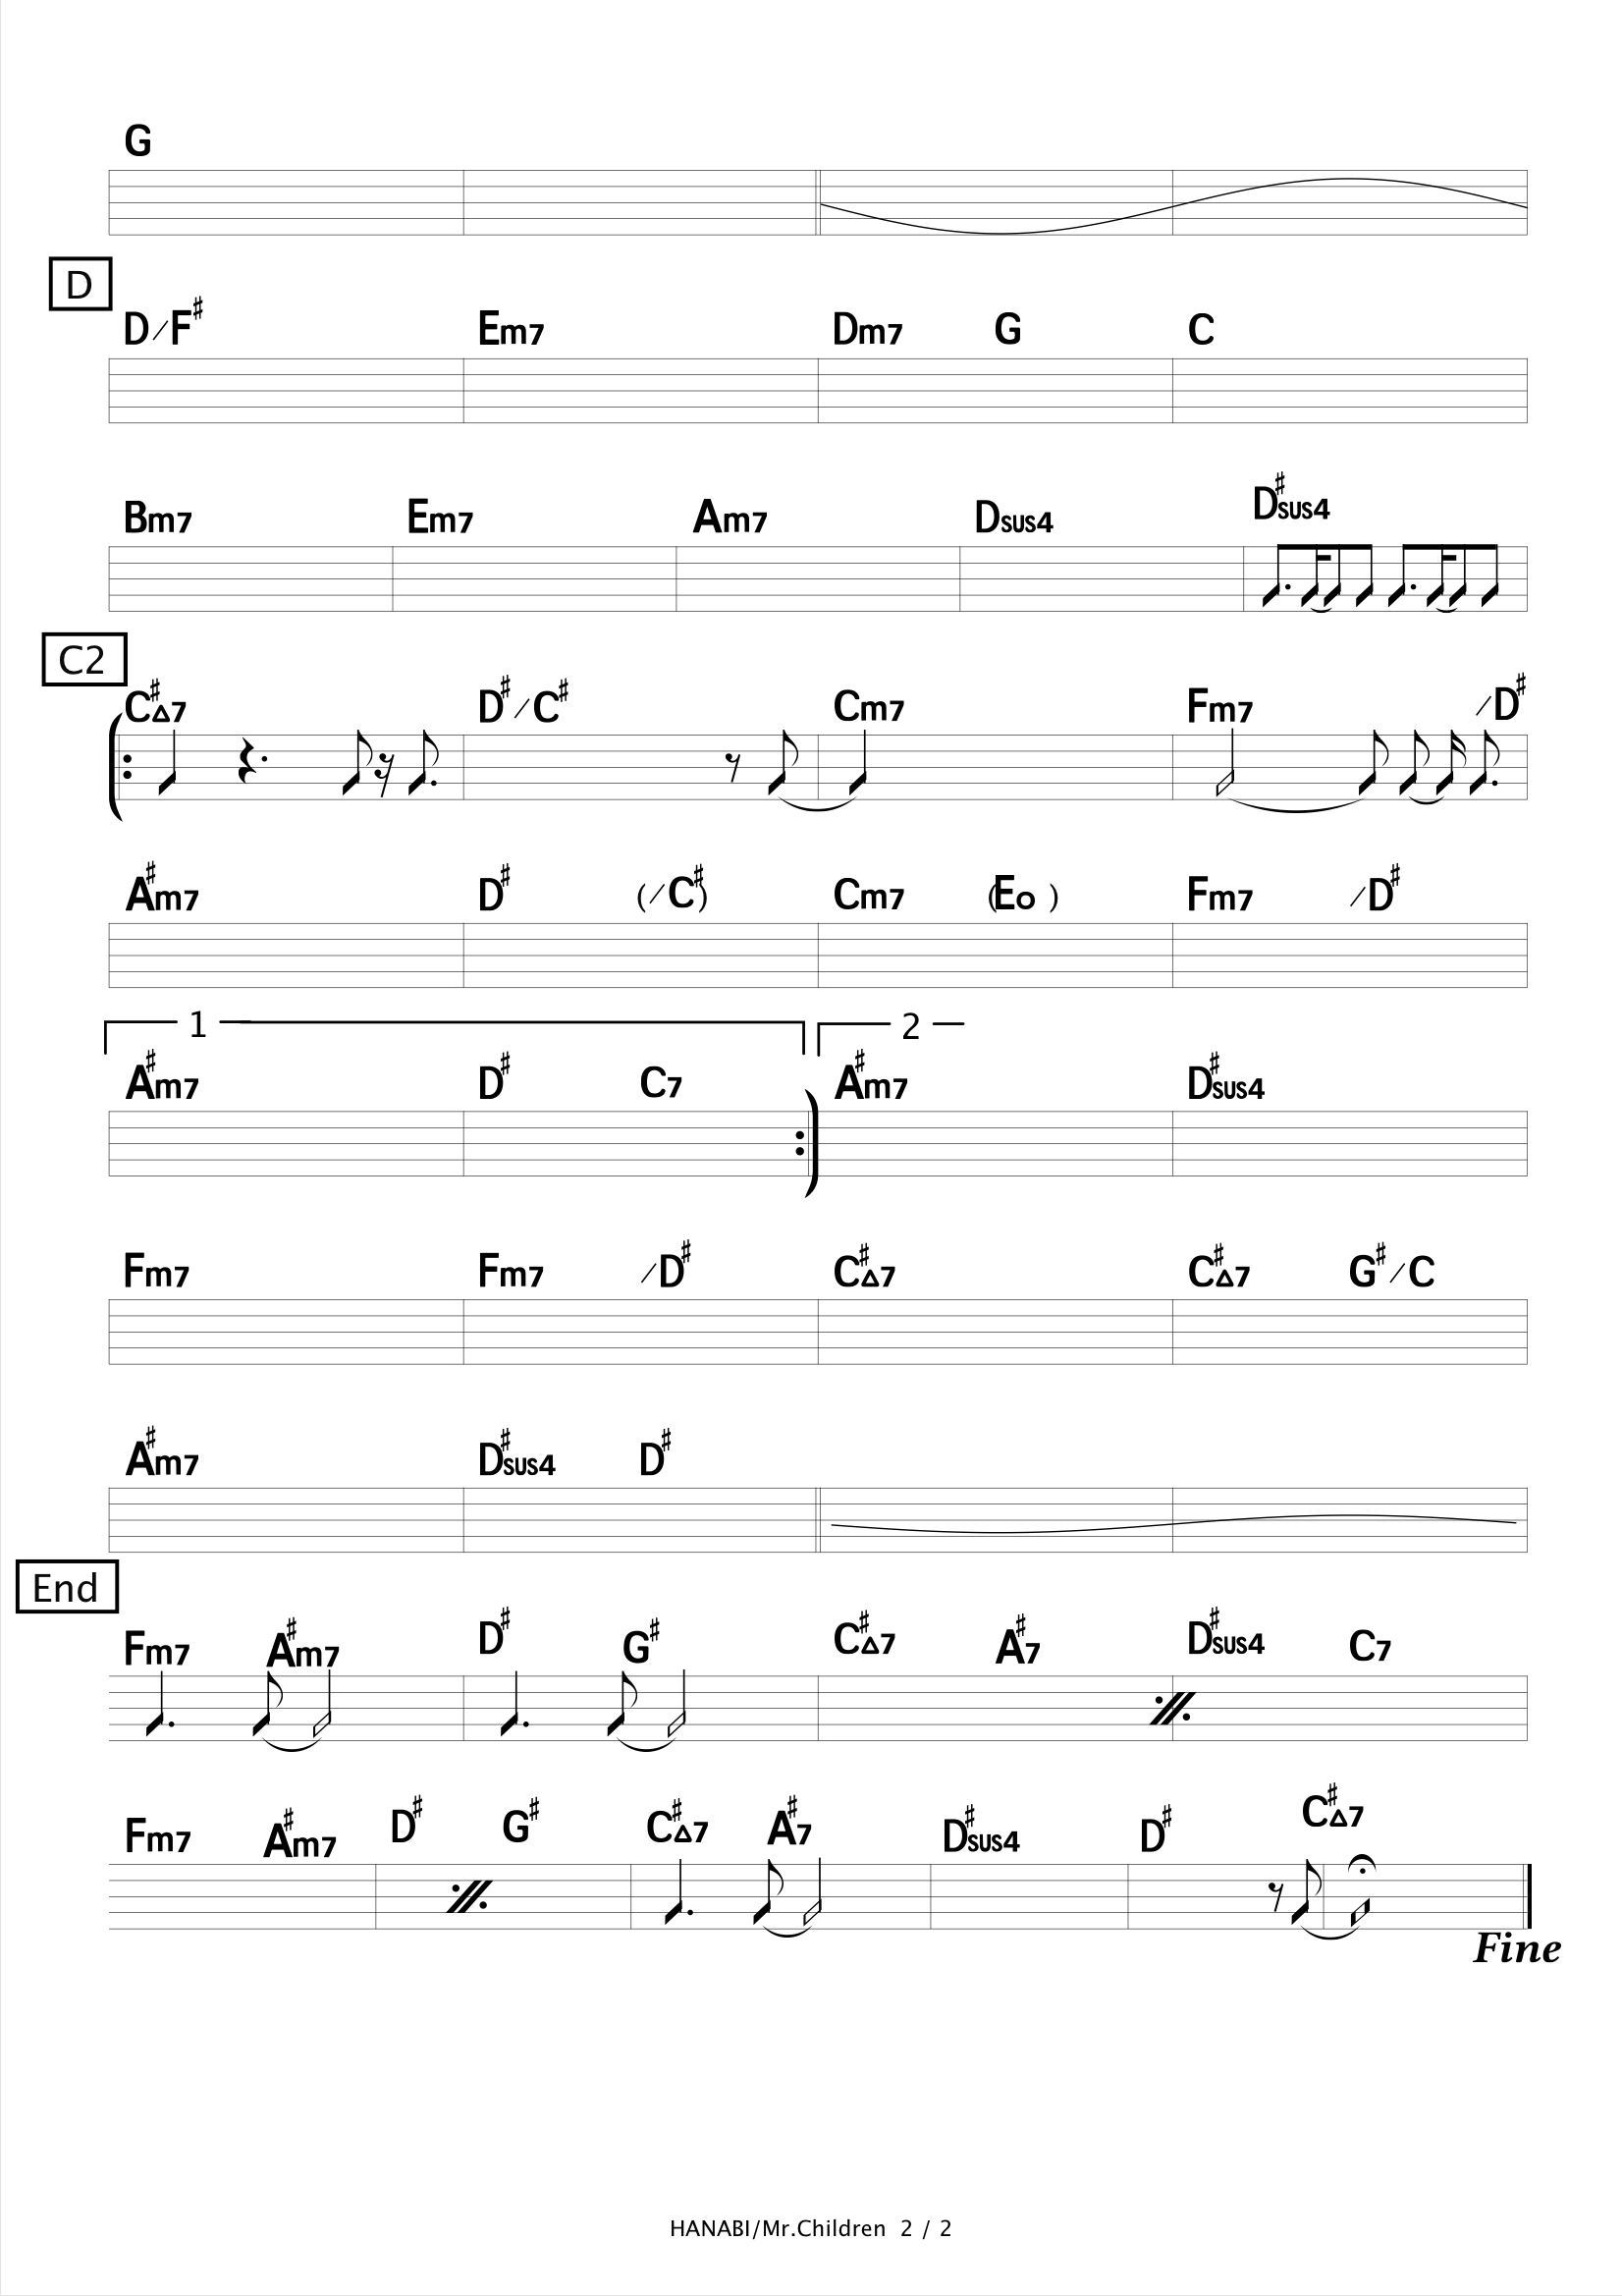 G
D
D/F♯ Em7 Dm7 G C
Bm7 Em7 Am7 Dsus4 D♯sus4
C2
C♯△7 D♯/C♯ Cm7 Fm7 /D♯
A♯m7 D♯ (/C♯) Cm7 (Eo) Fm7 /D♯
1 2
A♯m7 D♯ C7 A♯m7 D♯sus4
Fm7 Fm7 /D♯ C♯△7 C♯△7 G♯/C
A♯m7 D♯sus4 D♯
End
Fm7 A♯m7 D♯ G♯ C♯△7 A♯7 D♯sus4 C7
Fm7 A♯m7 D♯ G♯ C♯△7 A♯7 D♯sus4 D♯ C♯△7
Fine
HANABI/Mr.Children 2 / 2